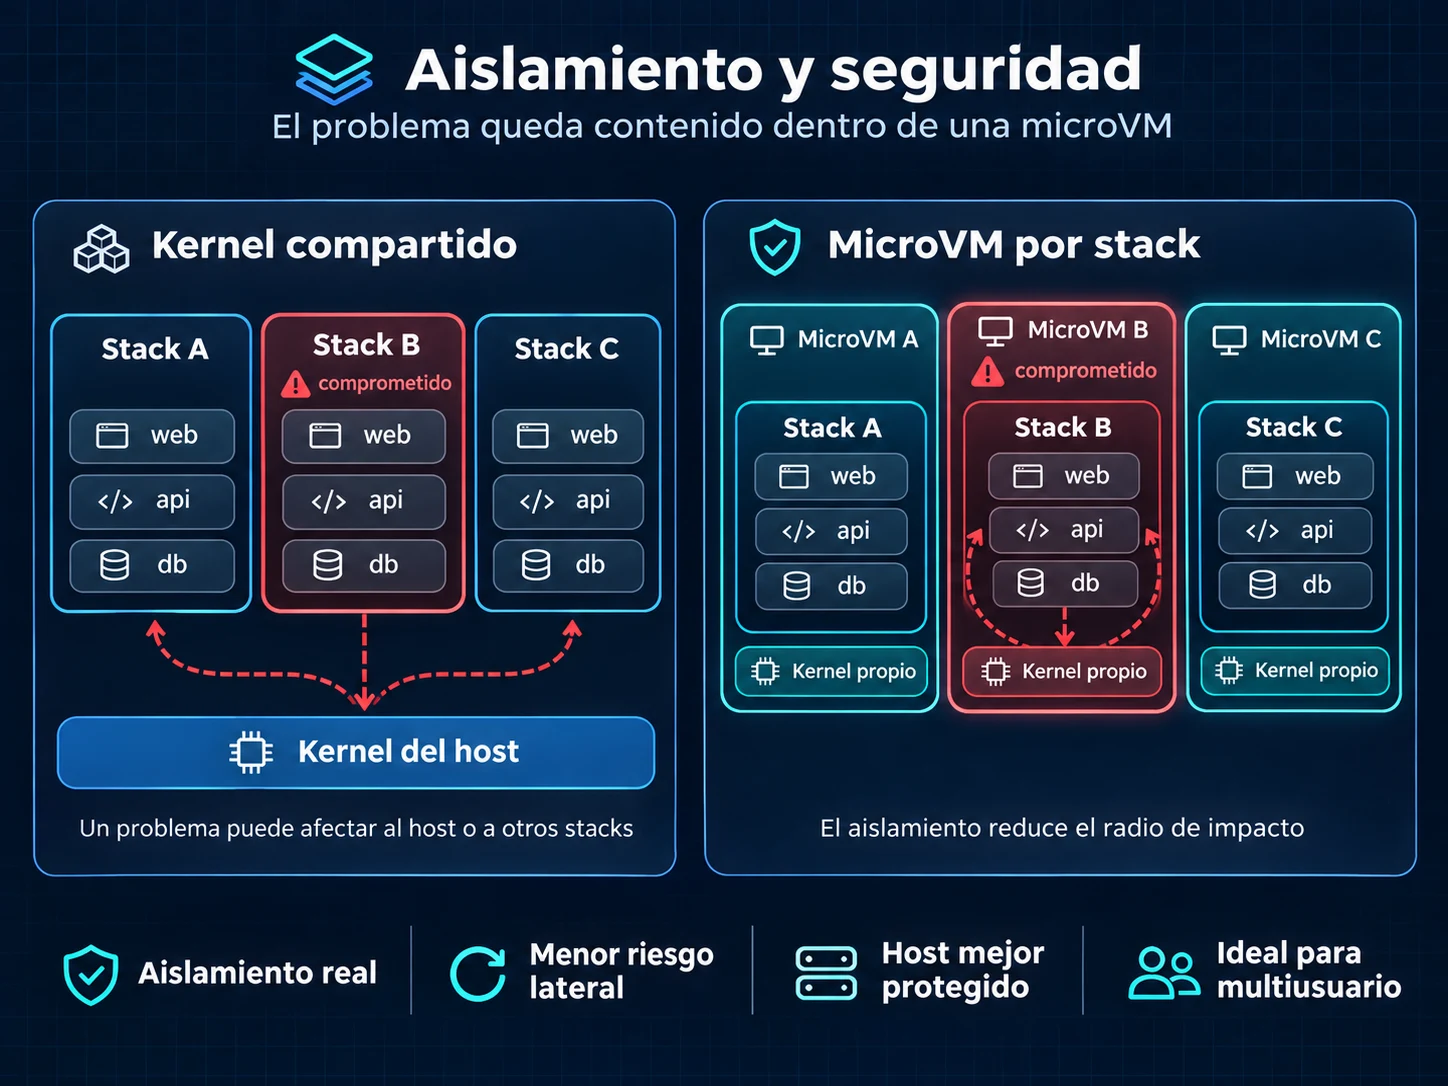 Aislamiento y seguridad
El problema queda contenido dentro de una microVM
Kernel compartido
Stack A
web
api
db
Stack B
comprometido
web
api
db
Stack C
web
api
db
Kernel del host
Un problema puede afectar al host o a otros stacks
MicroVM por stack
MicroVM A
Stack A
web
api
db
Kernel propio
MicroVM B
comprometido
Stack B
web
api
db
Kernel propio
MicroVM C
Stack C
web
api
db
Kernel propio
El aislamiento reduce el radio de impacto
Aislamiento real
Menor riesgo
lateral
Host mejor
protegido
Ideal para
multiusuario